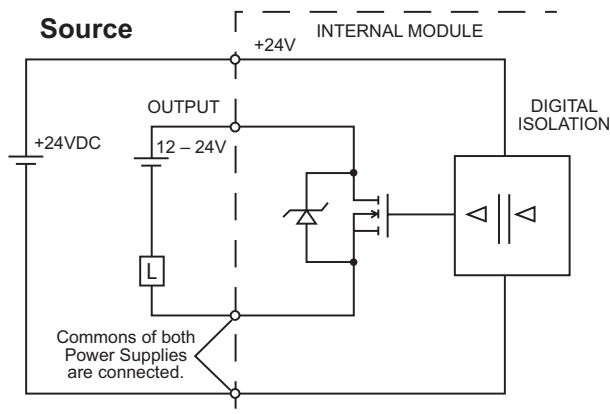 Source
INTERNAL MODULE
+24V
OUTPUT
DIGITAL
ISOLATION
+24VDC
12 – 24V
L
Commons of both
Power Supplies
are connected.